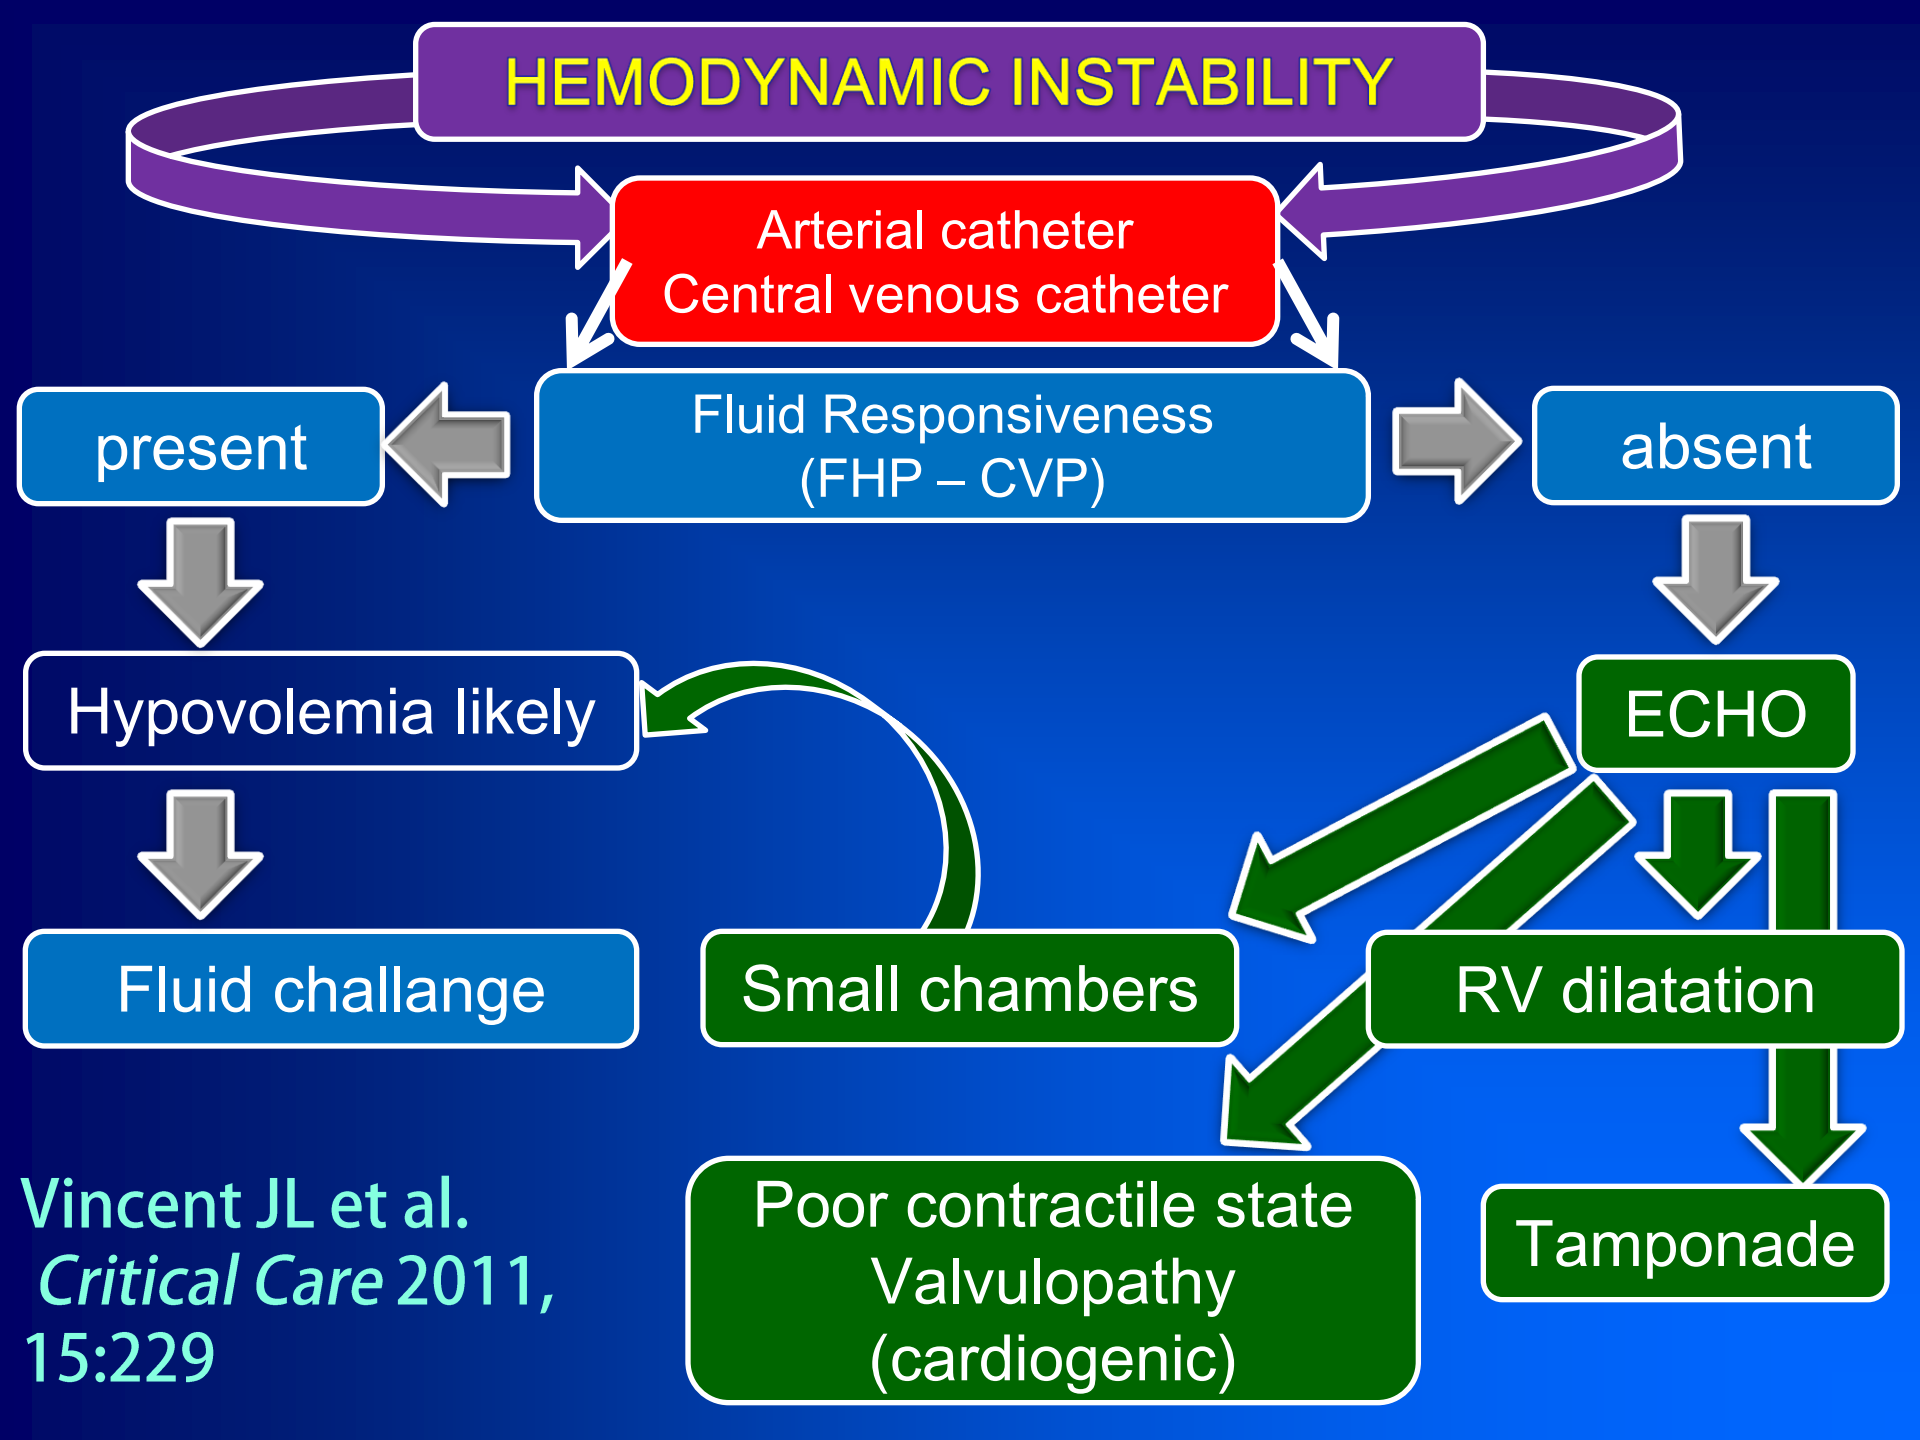 HEMODYNAMIC INSTABILITY
Arterial catheter
Central venous catheter
present
Fluid Responsiveness
(FHP – CVP)
absent
Hypovolemia likely
ECHO
Fluid challange
Small chambers
RV dilatation
Poor contractile state
Valvulopathy
(cardiogenic)
Tamponade
Vincent JL et al.
Critical Care 2011,
15:229